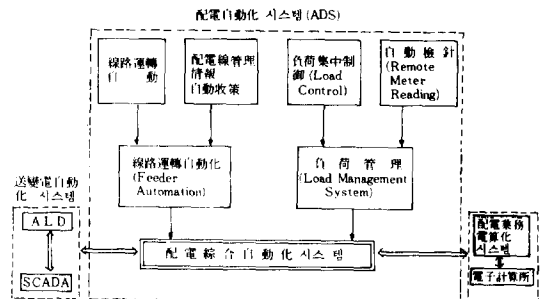 配電自動化 시스템(ADS)
線路運轉
自動
配電線管理
情報
自動收策
負荷集中制
御(Load
Control)
自動檢針
(Remote
Meter
Reading)
線路運轉自動化
(Feeder
Automation)
負荷管理
(Load Management
System)
送變電自動
化 시스템
ALD
SCADA
配電綜合自動化시스템
配電業務
電算化
시스템
電子計算所